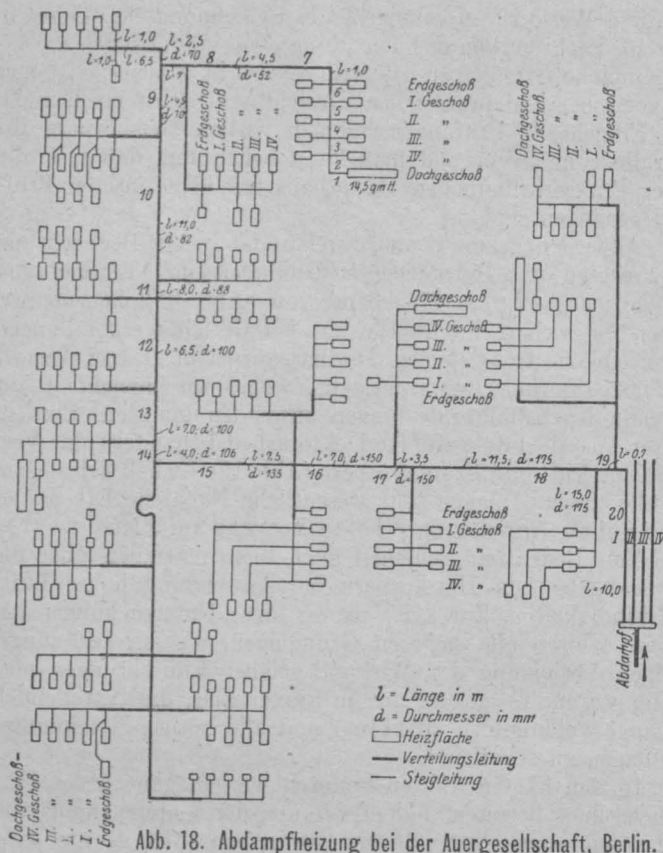 l=1,0
l=2,5
d=70
l=1,0
l=6,5
l=4,5
d=52
8
7
l=1,0
9
Erdgeschoß
I. Geschoß
II. "
III. "
IV. "
6 Erdgeschoß
5 I. Geschoß
4 II. "
3 III. "
2 IV. "
1 Dachgeschoß
14,5 qm H.
Dachgeschoß
IV. Geschoß
III. "
II. "
I. "
Erdgeschoß
10
l=11,0
d=82
11
l=8,0; d=88
12
l=6,5; d=100
13
l=7,0; d=100
14
l=4,0; d=106
Dachgeschoß
IV. Geschoß
III. "
II. "
I. "
Erdgeschoß
15
l=7,5
d=135
16
l=7,0; d=150
17
l=3,5
d=150
l=11,5; d=175
18
19
l=0,7
l=15,0
d=175
20
I II III IV
l=10,0
Abdampf
Erdgeschoß
I. Geschoß
II. "
III. "
IV. "
l = Länge in m
d = Durchmesser in mm
Heizfläche
Verteilungsleitung
Steigleitung
Dachgeschoß-
IV. Geschoß
III. "
I. "
Erdgeschoß
Abb. 18. Abdampfheizung bei der Auergesellschaft, Berlin.